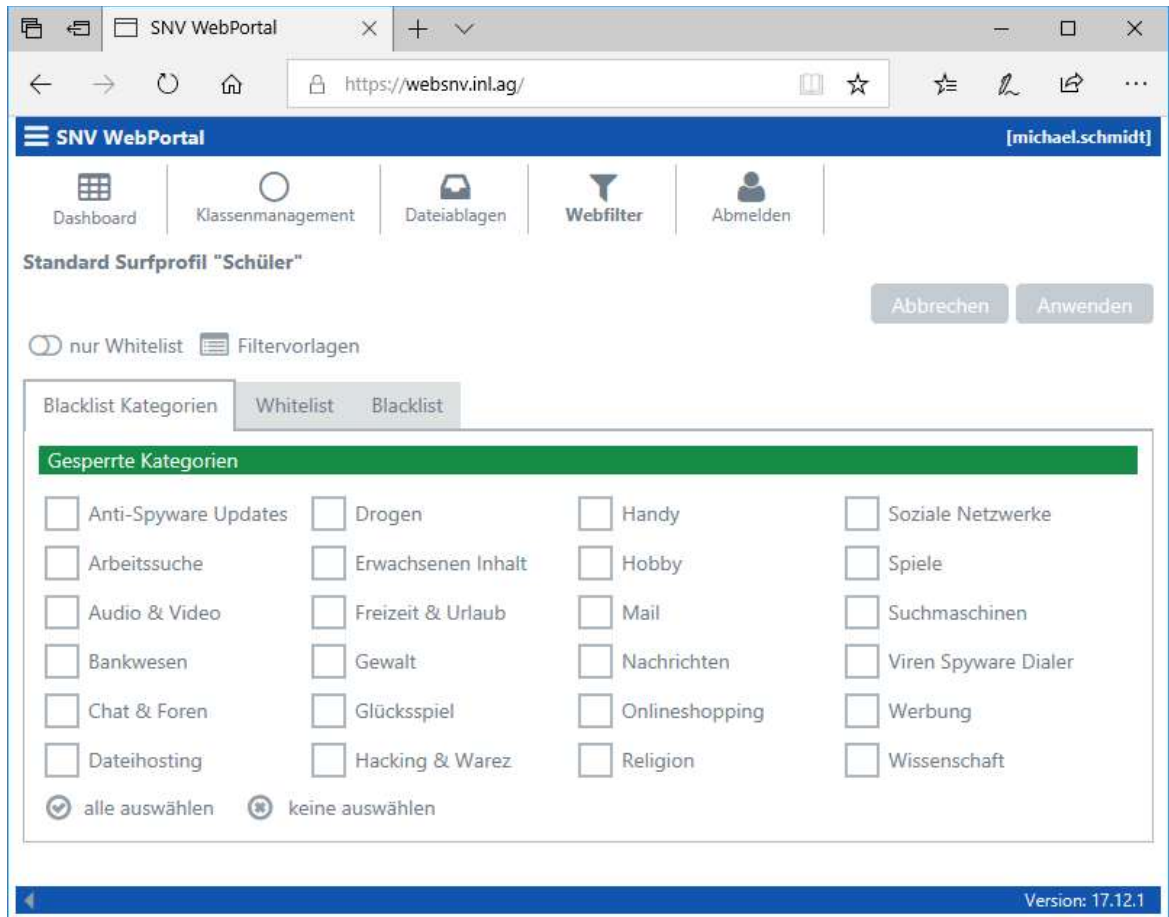 SNV WebPortal
https://websnv.inl.ag/
SNV WebPortal [michael.schmidt]
Dashboard Klassenmanagement Dateiablagen Webfilter Abmelden
Standard Surfprofil "Schüler"
Abbrechen Anwenden
nur Whitelist Filtervorlagen
Blacklist Kategorien Whitelist Blacklist
Gesperrte Kategorien
Anti-Spyware Updates Drogen Handy Soziale Netzwerke
Arbeitssuche Erwachsenen Inhalt Hobby Spiele
Audio & Video Freizeit & Urlaub Mail Suchmaschinen
Bankwesen Gewalt Nachrichten Viren Spyware Dialer
Chat & Foren Glücksspiel Onlineshopping Werbung
Dateihosting Hacking & Warez Religion Wissenschaft
alle auswählen keine auswählen
Version: 17.12.1